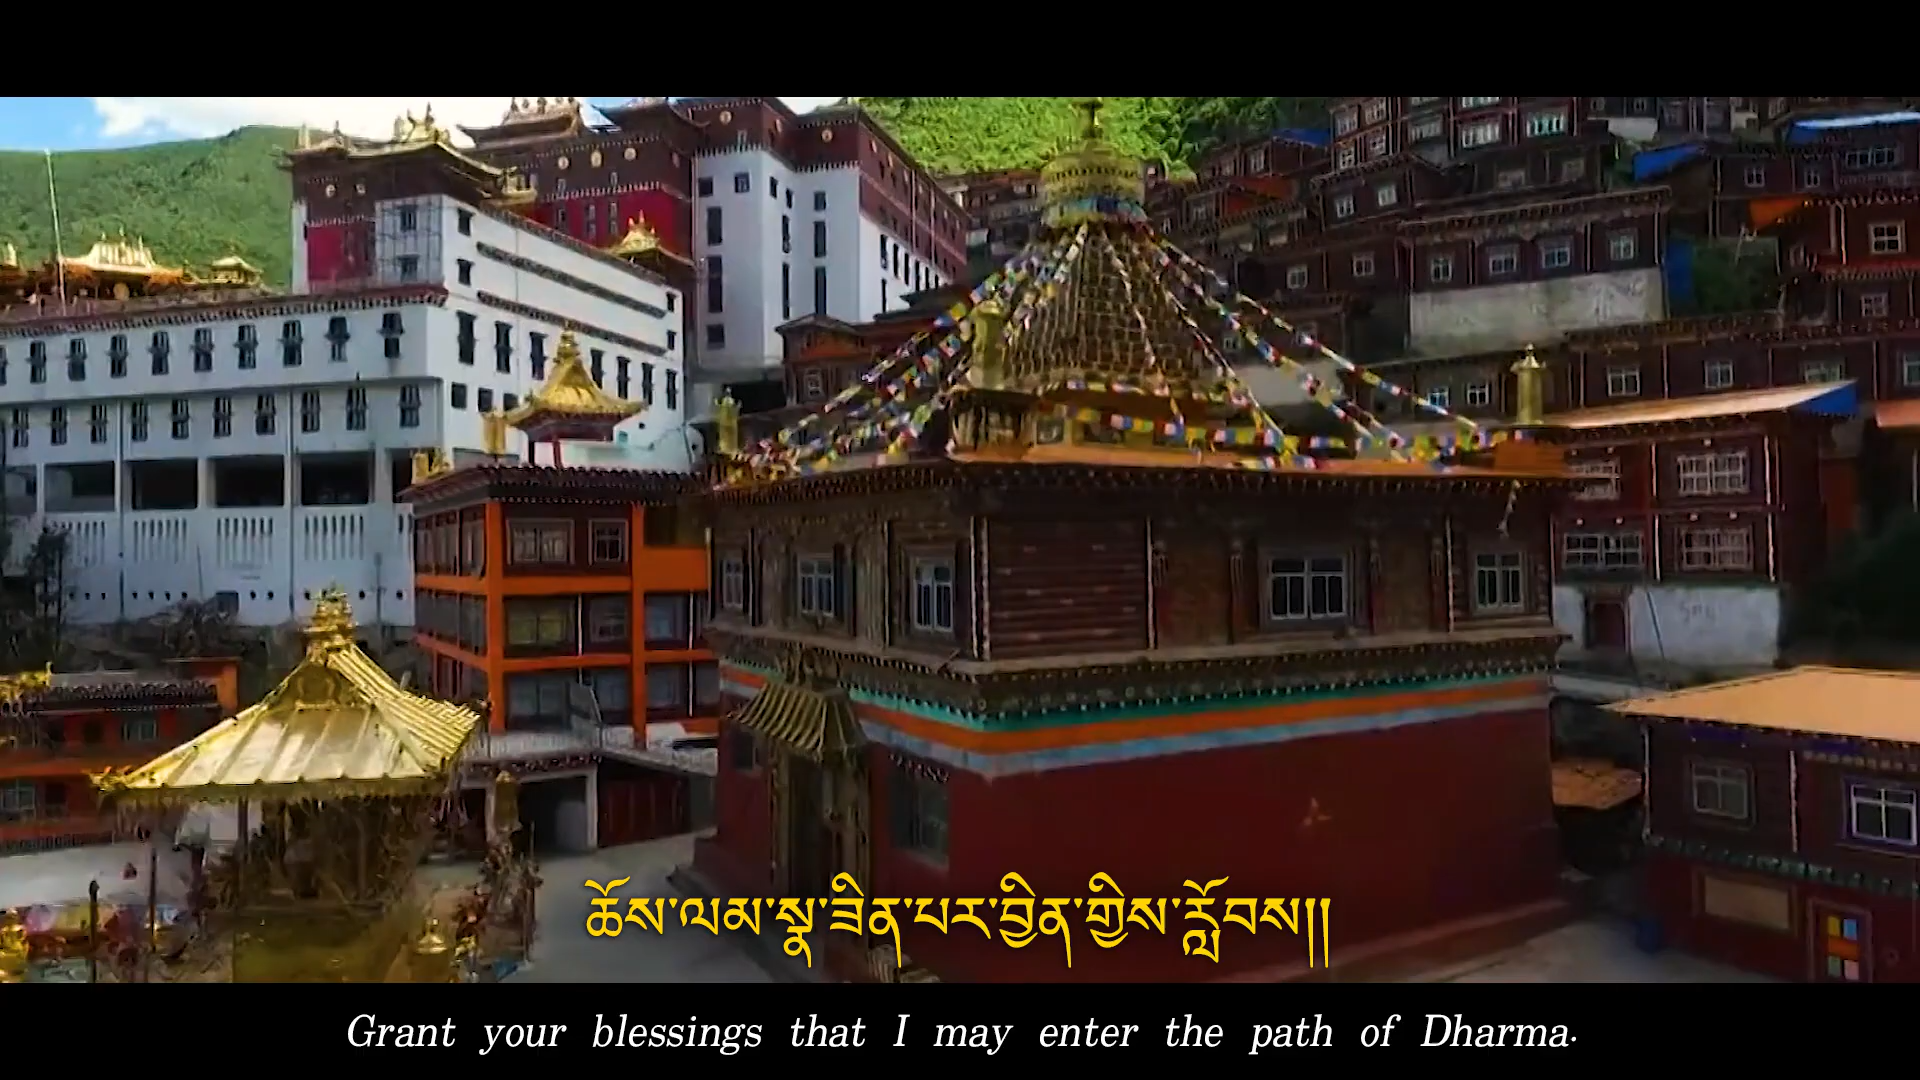 ཆོས་ལམ་སྣ་ཟིན་པར་བྱིན་གྱིས་རློབས།།
Grant your blessings that I may enter the path of Dharma.